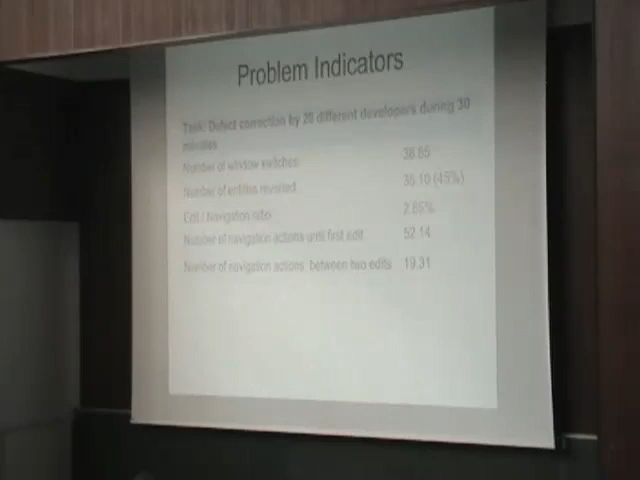 Problem Indicators
Task: Defect correction by 20 different developers during 30
minutes
Number of window switches 38.85
Number of entities revisited 35.10 (45%)
Edit / Navigation ratio 2.85%
Number of navigation actions until first edit 52.14
Number of navigation actions between two edits 19.31